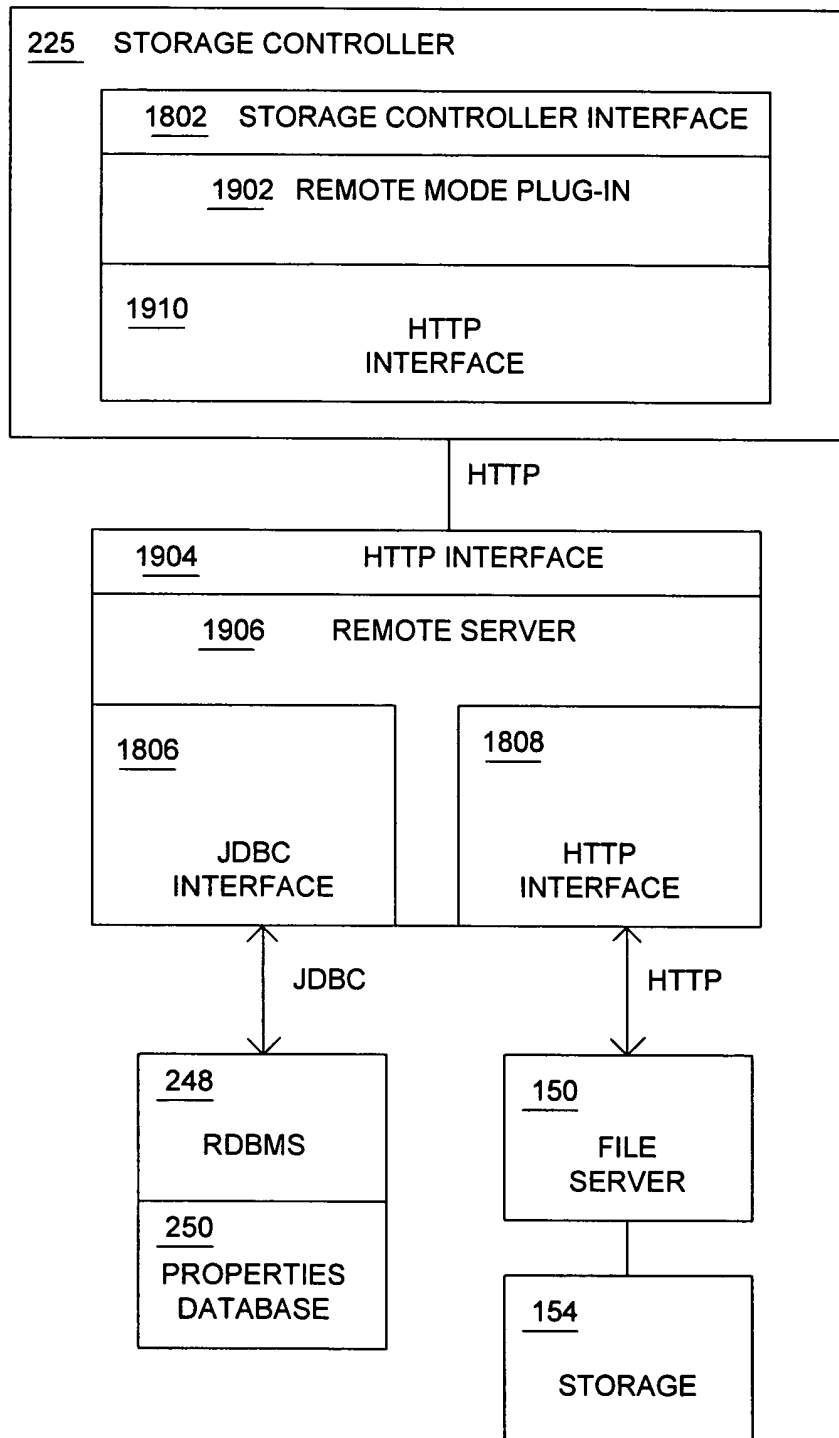 225 STORAGE CONTROLLER
1802 STORAGE CONTROLLER INTERFACE
1902 REMOTE MODE PLUG-IN
1910
HTTP
INTERFACE
HTTP
1904 HTTP INTERFACE
1906 REMOTE SERVER
1806
JDBC
INTERFACE
1808
HTTP
INTERFACE
JDBC
HTTP
248
RDBMS
250
PROPERTIES
DATABASE
150
FILE
SERVER
154
STORAGE